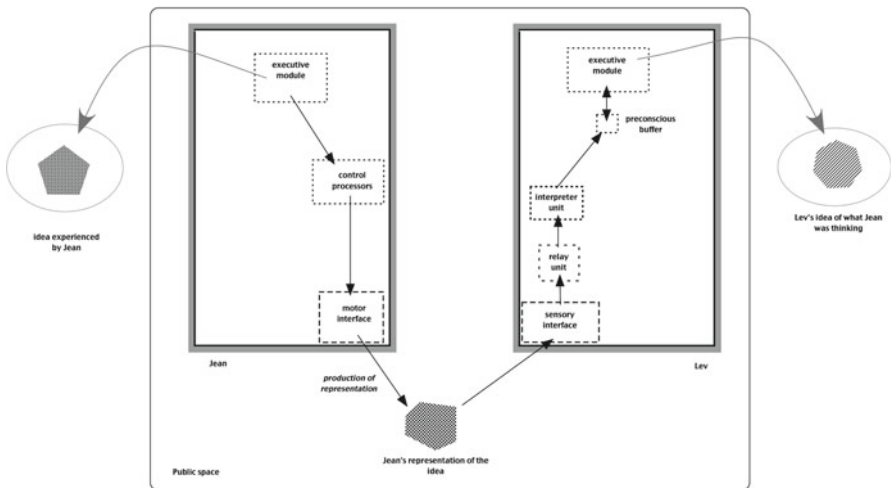 executive
module
executive
module
preconscious
buffer
control
processors
interpreter
unit
idea experienced
by Jean
Lev's idea of what Jean
was thinking
relay
unit
motor
interface
sensory
interface
Jean
Lev
production of
representation
Jean's representation of the
idea
Public space